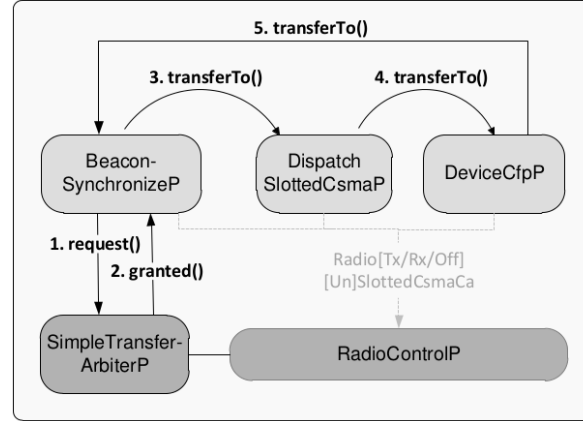 5. transferTo()
3. transferTo()
4. transferTo()
Beacon-
SynchronizeP
Dispatch
SlottedCsmaP
DeviceCfpP
1. request()
2. granted()
Radio[Tx/Rx/Off]
[Un]SlottedCsmaCa
SimpleTransfer-
ArbiterP
RadioControlP